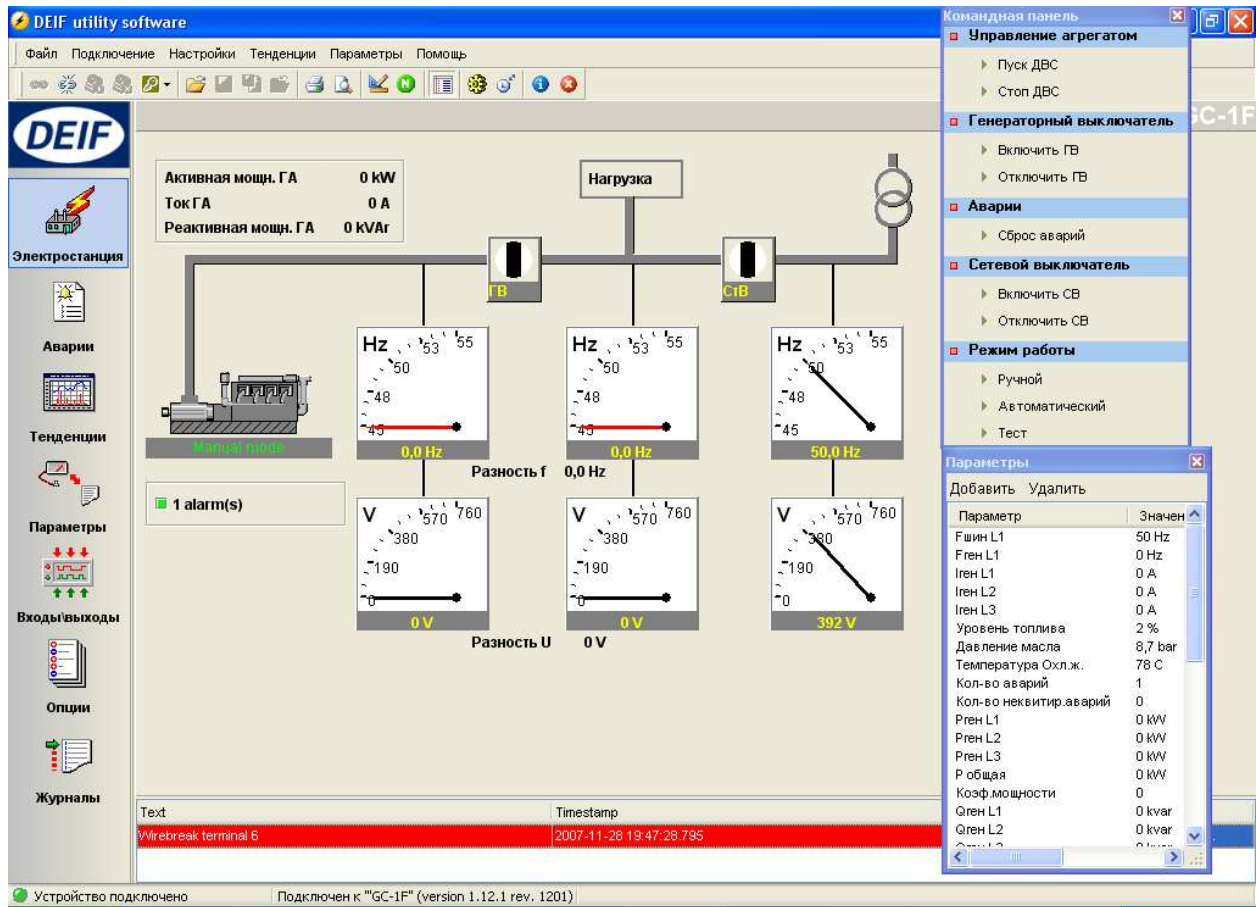 DEIF utility software
Файл Подключение Настройки Тенденции Параметры Помощь
DEIF
GC-1F
Электростанция
Аварии
Тенденции
Параметры
Входы\выходы
Опции
Журналы
Активная мощн. ГА 0 kW
Ток ГА 0 A
Реактивная мощн. ГА 0 kVAr
Нагрузка
ГВ
СтВ
Manual mode
1 alarm(s)
Hz 55 53 50 48 45
0,0 Hz
Hz 55 53 50 48 45
0,0 Hz
Hz 55 53 50 48 45
50,0 Hz
Разность f 0,0 Hz
V 760 570 380 190 0
0 V
V 760 570 380 190 0
0 V
V 760 570 380 190 0
392 V
Разность U 0 V
Командная панель
Управление агрегатом
Пуск ДВС
Стоп ДВС
Генераторный выключатель
Включить ГВ
Отключить ГВ
Аварии
Сброс аварий
Сетевой выключатель
Включить СВ
Отключить СВ
Режим работы
Ручной
Автоматический
Тест
Параметры
Добавить Удалить
Параметр Значен
Fшин L1 50 Hz
Fген L1 0 Hz
Iген L1 0 A
Iген L2 0 A
Iген L3 0 A
Уровень топлива 2 %
Давление масла 8,7 bar
Температура Охл.ж. 78 C
Кол-во аварий 1
Кол-во неквитир.аварий 0
Pген L1 0 kW
Pген L2 0 kW
Pген L3 0 kW
P общая 0 kW
Коэф.мощности 0
Qген L1 0 kvar
Qген L2 0 kvar
Text Timestamp
Wirebreak terminal 6 2007-11-28 19:47:28.795
Устройство подключено Подключен к "GC-1F" (version 1.12.1 rev. 1201)